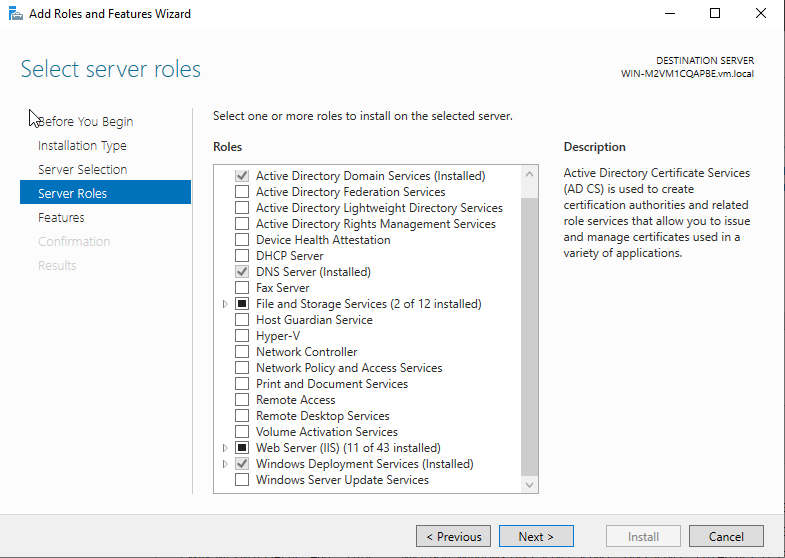 Add Roles and Features Wizard
Select server roles
DESTINATION SERVER
WIN-M2VM1CQAPBE.vm.local
Before You Begin
Installation Type
Server Selection
Server Roles
Features
Confirmation
Results
Select one or more roles to install on the selected server.
Roles
Active Directory Domain Services (Installed)
Active Directory Federation Services
Active Directory Lightweight Directory Services
Active Directory Rights Management Services
Device Health Attestation
DHCP Server
DNS Server (Installed)
Fax Server
File and Storage Services (2 of 12 installed)
Host Guardian Service
Hyper-V
Network Controller
Network Policy and Access Services
Print and Document Services
Remote Access
Remote Desktop Services
Volume Activation Services
Web Server (IIS) (11 of 43 installed)
Windows Deployment Services (Installed)
Windows Server Update Services
Description
Active Directory Certificate Services
(AD CS) is used to create
certification authorities and related
role services that allow you to issue
and manage certificates used in a
variety of applications.
< Previous
Next >
Install
Cancel